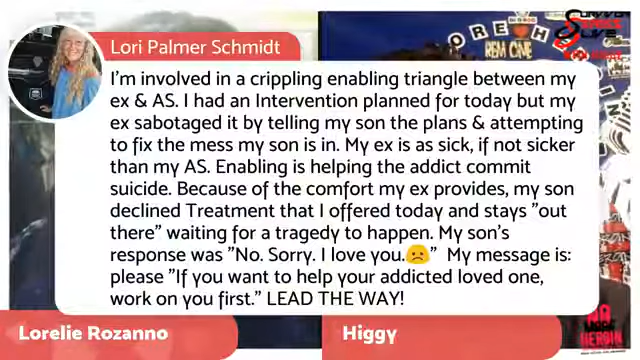 Lori Palmer Schmidt
I'm involved in a crippling enabling triangle between my
ex & AS. I had an Intervention planned for today but my
ex sabotaged it by telling my son the plans & attempting
to fix the mess my son is in. My ex is as sick, if not sicker
than my AS. Enabling is helping the addict commit
suicide. Because of the comfort my ex provides, my son
declined Treatment that I offered today and stays "out
there" waiting for a tragedy to happen. My son's
response was "No. Sorry. I love you.☹️" My message is:
please "If you want to help your addicted loved one,
work on you first." LEAD THE WAY!
Lorelie Rozanno
Higgy
HEROIN